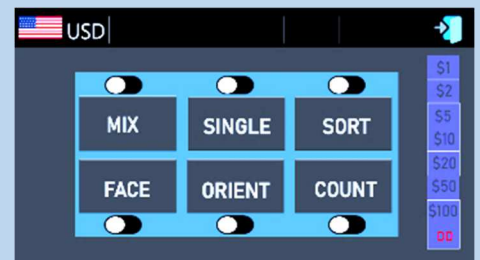 USD
MIX SINGLE SORT
FACE ORIENT COUNT
$1
$2
$5
$10
$20
$50
$100
DD